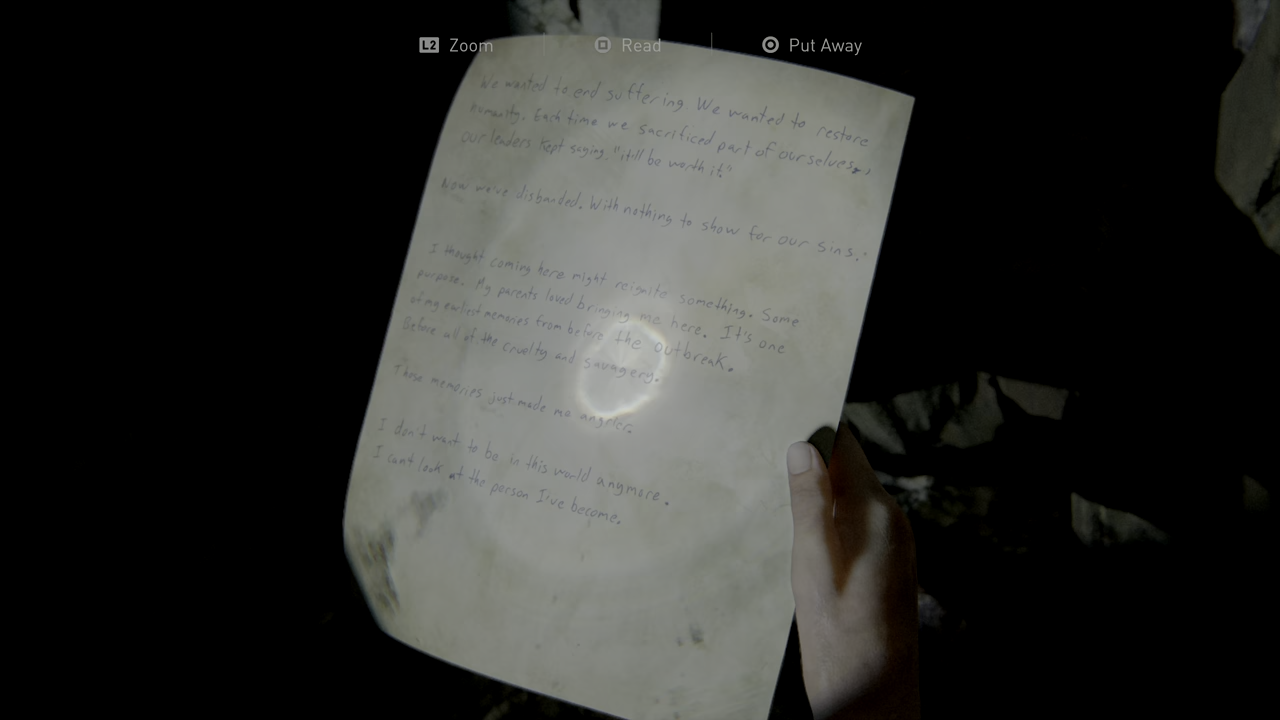 L2 Zoom Read Put Away
We wanted to end suffering. We wanted to restore
humanity. Each time we sacrificed part of ourselves,
our leaders kept saying, "it'll be worth it."
Now we've disbanded. With nothing to show for our sins.
I thought coming here might reignite something. Some
purpose. My parents loved bringing me here. It's one
of my earliest memories from before the outbreak.
Before all of the cruelty and savagery.
Those memories just made me angrier.
I don't want to be in this world anymore.
I can't look at the person I've become.